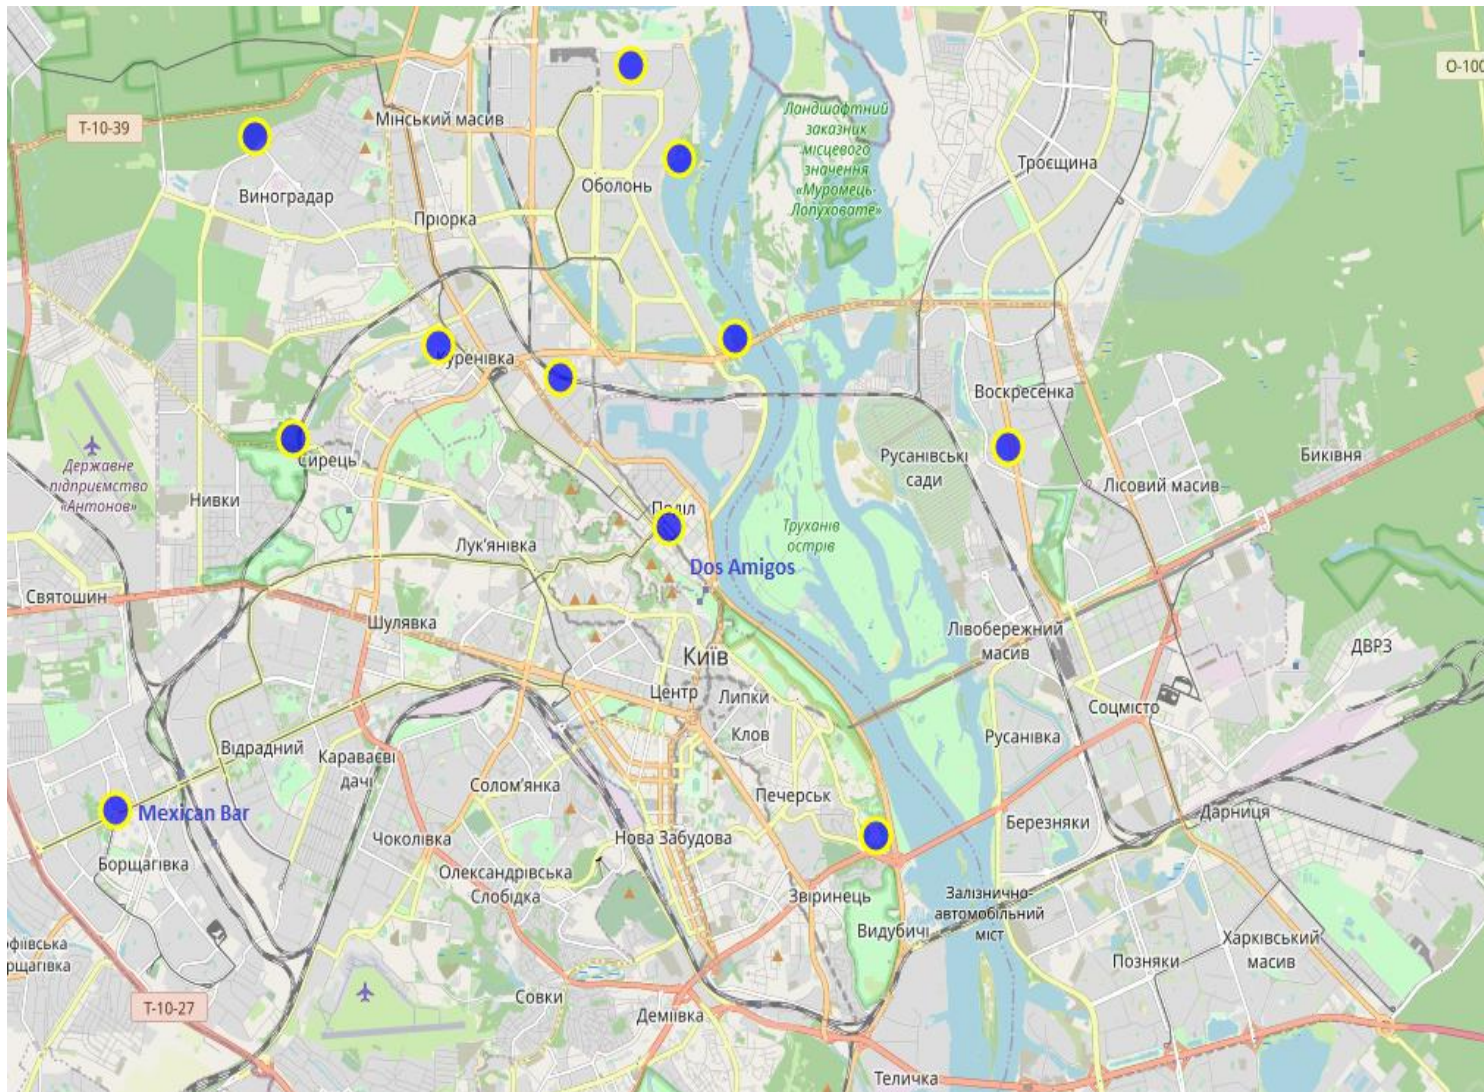 О-100
Т-10-39
Мінський масив
Ландшафтний
заказник
місцевого
значення
«Муромець-
Лопуховате»
Троєщина
Виноградар
Оболонь
Пріорка
Куренівка
Воскресенка
Державне
підприємство
«Антонов»
Сирець
Нивки
Русанівські
сади
Лісовий масив
Биківня
Поділ
Труханів
острів
Лук'янівка
Dos Amigos
Святошин
Шулявка
Лівобережний
масив
ДВРЗ
Київ
Центр
Липки
Клов
Соцмісто
Русанівка
Відрадний
Караваєві
дачі
Солом'янка
Печерськ
Mexican Bar
Нова Забудова
Березняки
Дарниця
Чоколівка
Борщагівка
Олександрівська
Слобідка
Звіринець
Залізнично-
автомобільний
міст
Видубичі
Харківський
масив
Позняки
Совки
Т-10-27
Деміївка
Теличка